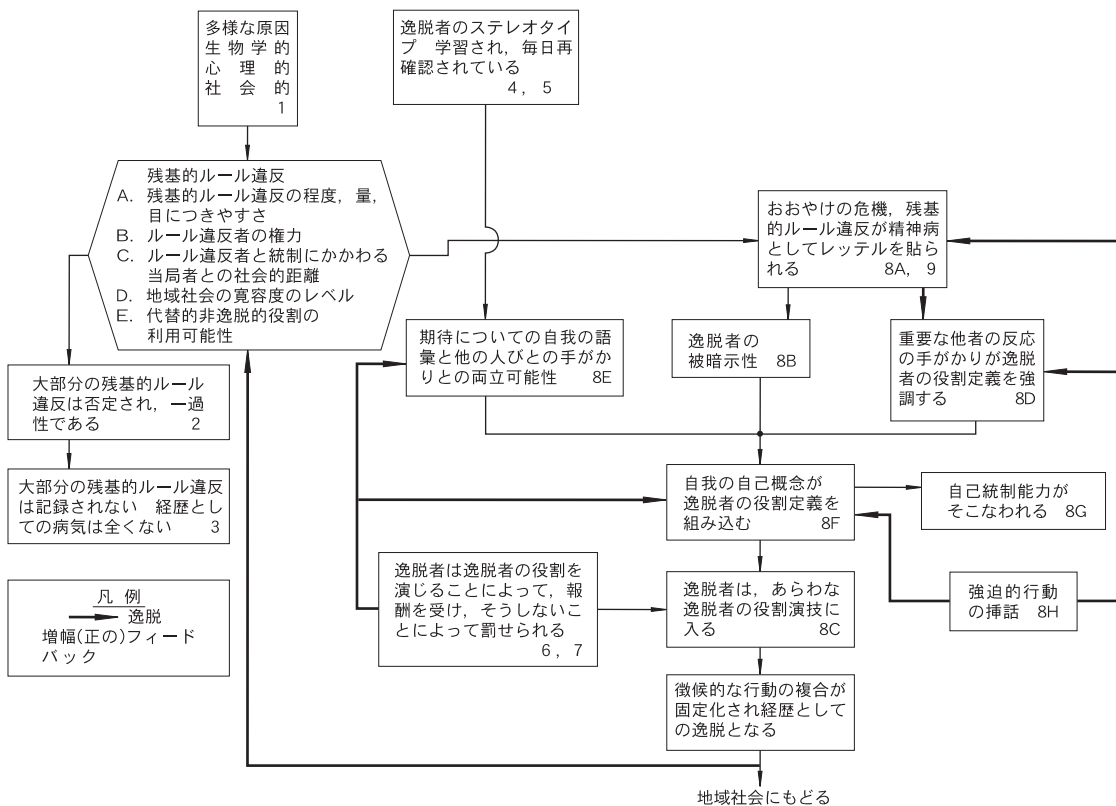 多様な原因
生物学的
心理的
社会的
1
逸脱者のステレオタ
イプ 学習され,毎日再
確認されている
4,5
残基的ルール違反
A. 残基的ルール違反の程度,量,
目につきやすさ
B. ルール違反者の権力
C. ルール違反者と統制にかかわる
当局者との社会的距離
D. 地域社会の寛容度のレベル
E. 代替的非逸脱的役割の
利用可能性
おおやけの危機,残基
的ルール違反が精神病
としてレッテルを貼ら
れる 8A,9
期待についての自我の語
彙と他の人びとの手がか
りとの両立可能性 8E
逸脱者の
被暗示性 8B
重要な他者の反応
の手がかりが逸脱
者の役割定義を強
調する 8D
大部分の残基的ルール
違反は否定され,一過
性である 2
大部分の残基的ルール違反
は記録されない 経歴とし
ての病気は全くない 3
自我の自己概念が
逸脱者の役割定義を
組み込む 8F
自己統制能力が
そこなわれる 8G
凡例
逸脱
増幅(正の)フィード
バック
逸脱者は逸脱者の役割を
演じることによって,報
酬を受け,そうしないこ
とによって罰せられる
6,7
逸脱者は,あらわな
逸脱者の役割演技に
入る 8C
強迫的行動
の挿話 8H
徴候的な行動の複合が
固定化され経歴として
の逸脱となる
地域社会にもどる